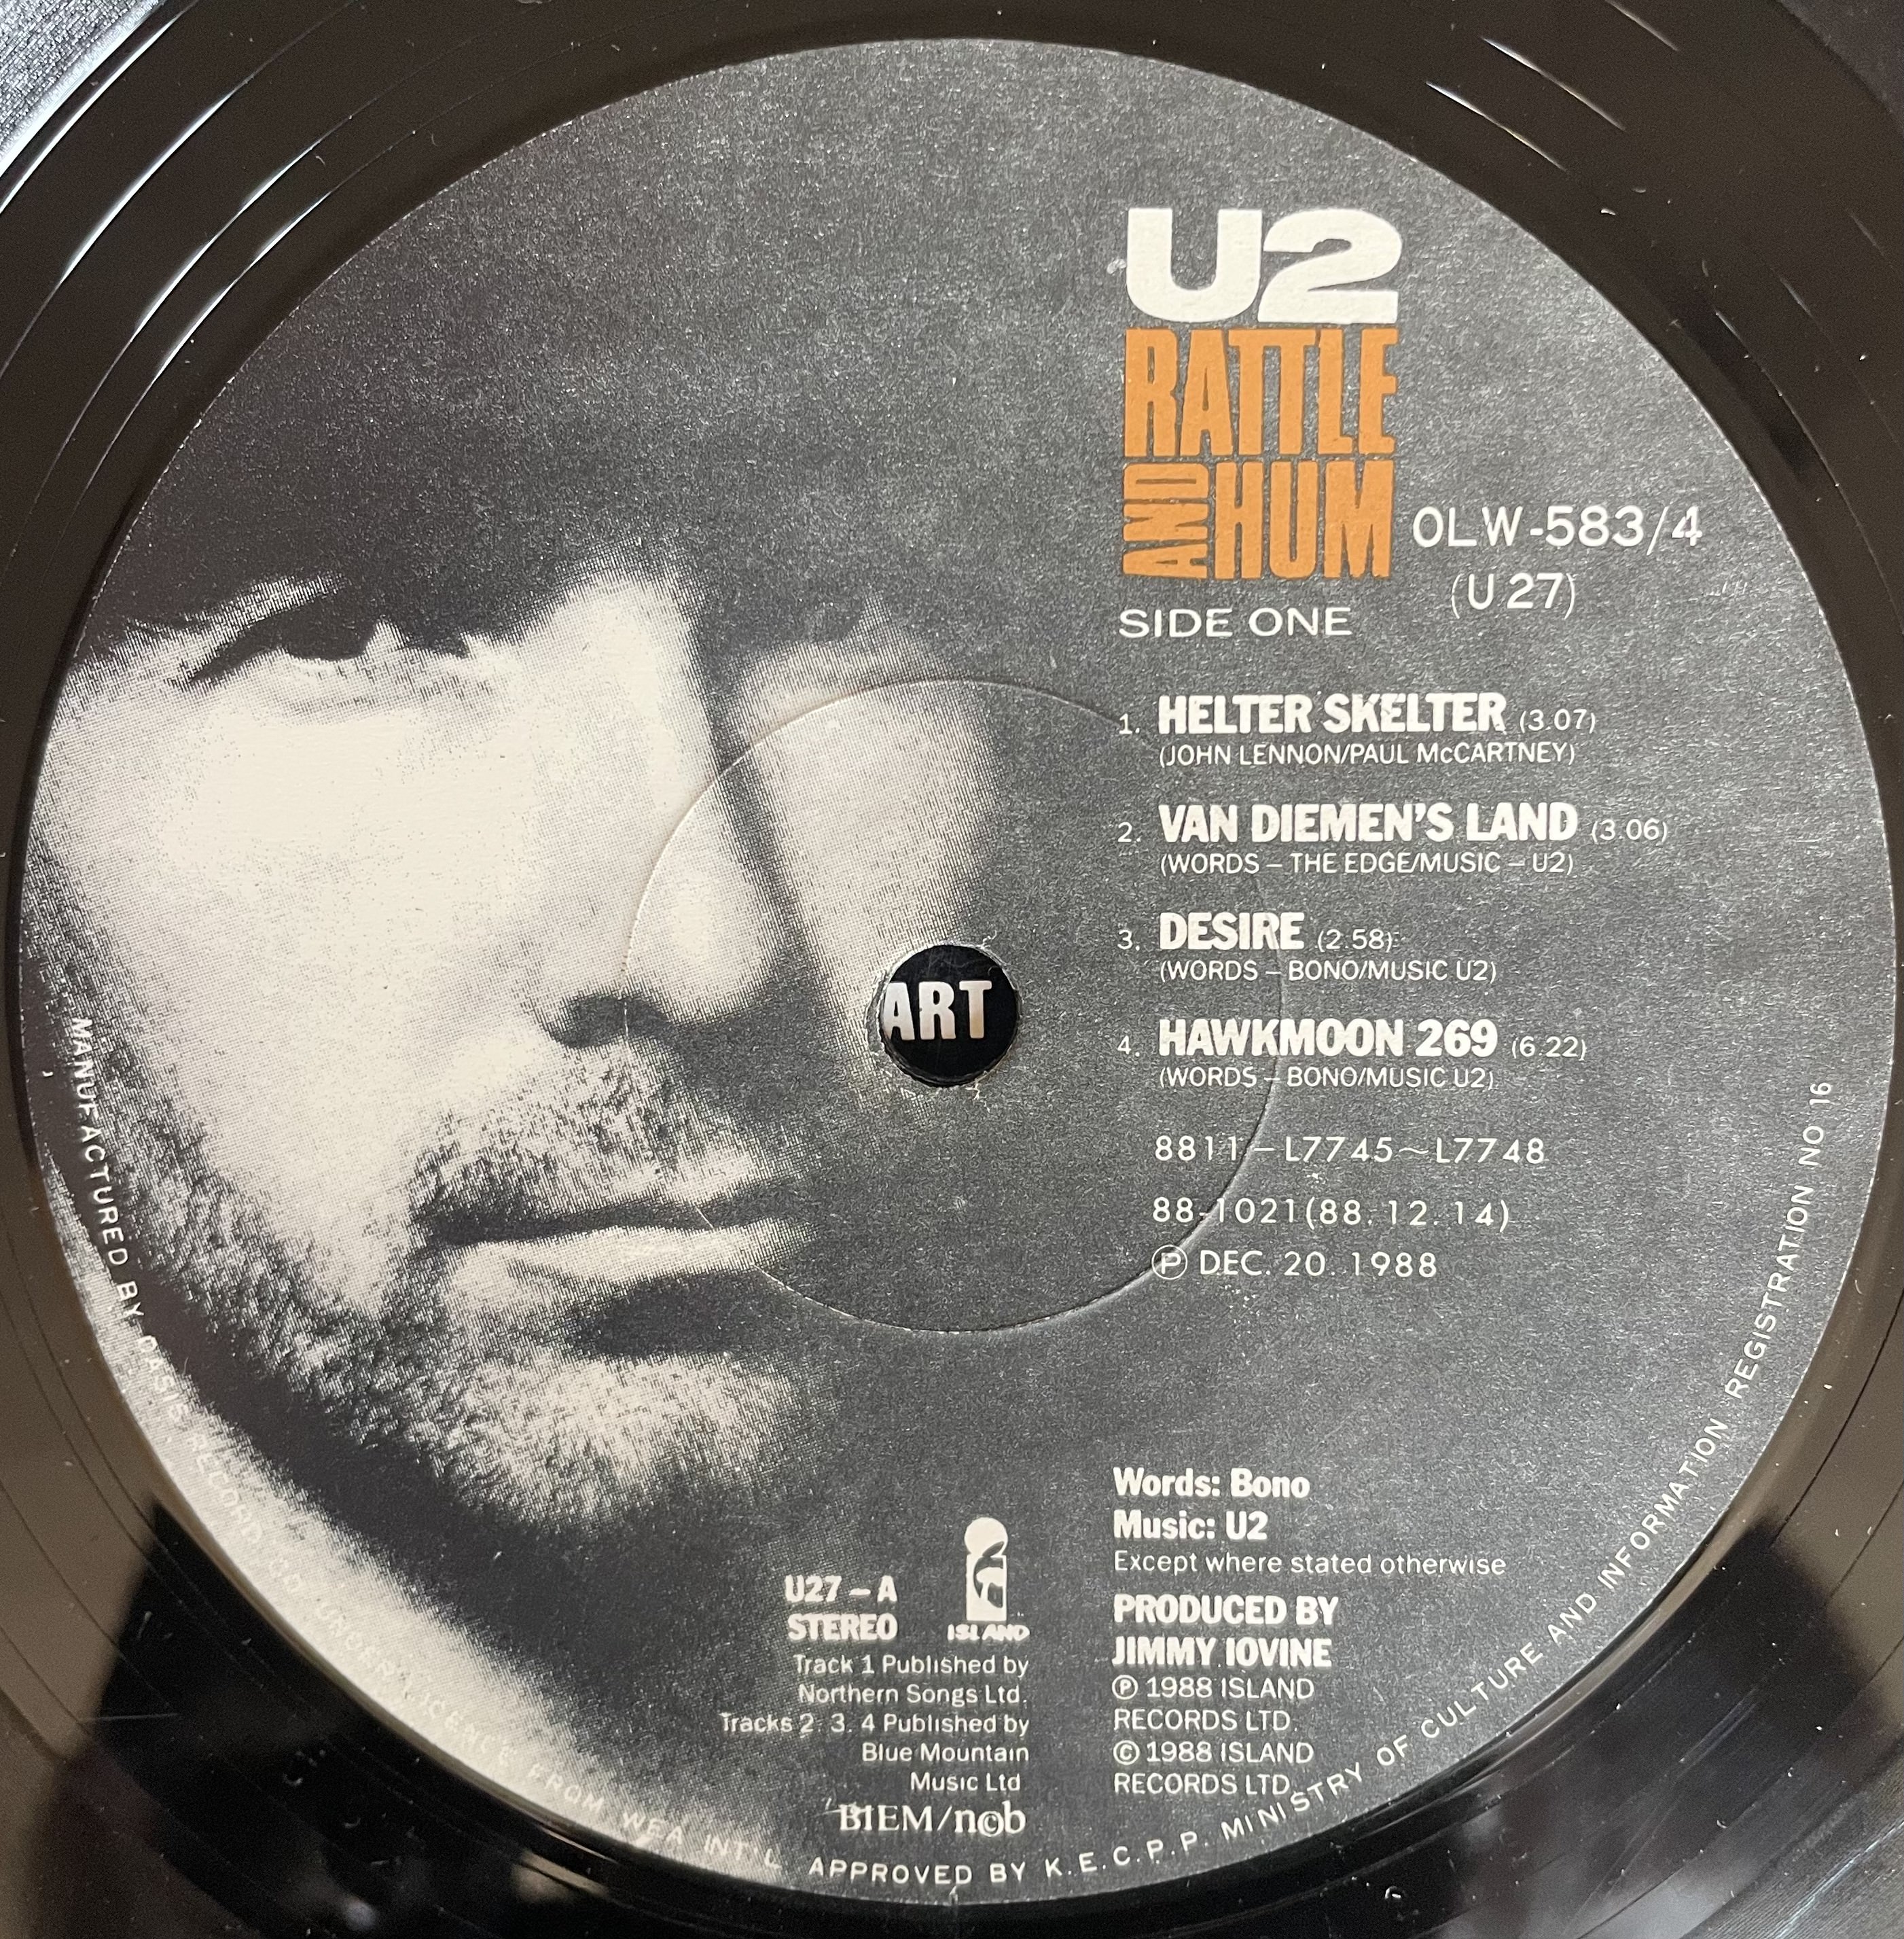 U2
RATTLE
AND HUM
OLW-583/4
(U 27)
SIDE ONE
1. HELTER SKELTER (3 07)
(JOHN LENNON/PAUL McCARTNEY)
2. VAN DIEMEN'S LAND (3 06)
(WORDS – THE EDGE/MUSIC – U2)
3. DESIRE (2 58)
(WORDS – BONO/MUSIC U2)
ART
4. HAWKMOON 269 (6 22)
(WORDS – BONO/MUSIC U2)
8811–L7745~L7748
88-1021(88. 12. 14)
Ⓟ DEC. 20. 1988
Words: Bono
Music: U2
Except where stated otherwise
PRODUCED BY
JIMMY IOVINE
Ⓟ 1988 ISLAND
RECORDS LTD.
© 1988 ISLAND
RECORDS LTD.
U27 – A
STEREO
ISLAND
Track 1 Published by
Northern Songs Ltd.
Tracks 2. 3. 4 Published by
Blue Mountain
Music Ltd
BIEM/n©b
MANUFACTURED BY OASIS RECORD CO UNDER LICENCE FROM WEA INT'L APPROVED BY K.E.C.P.P. MINISTRY OF CULTURE AND INFORMATION REGISTRATION NO 16